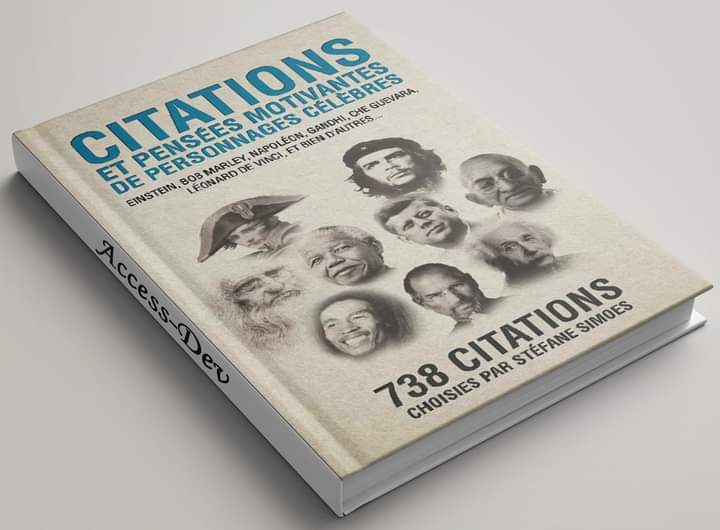 CITATIONS
ET PENSÉES MOTIVANTES
DE PERSONNAGES CÉLÈBRES
EINSTEIN, BOB MARLEY, NAPOLÉON, GANDHI, CHE GUEVARA,
LÉONARD DE VINCI, ET BIEN D'AUTRES...
738 CITATIONS
CHOISIES PAR STÉFANE SIMOES
Access-Dev